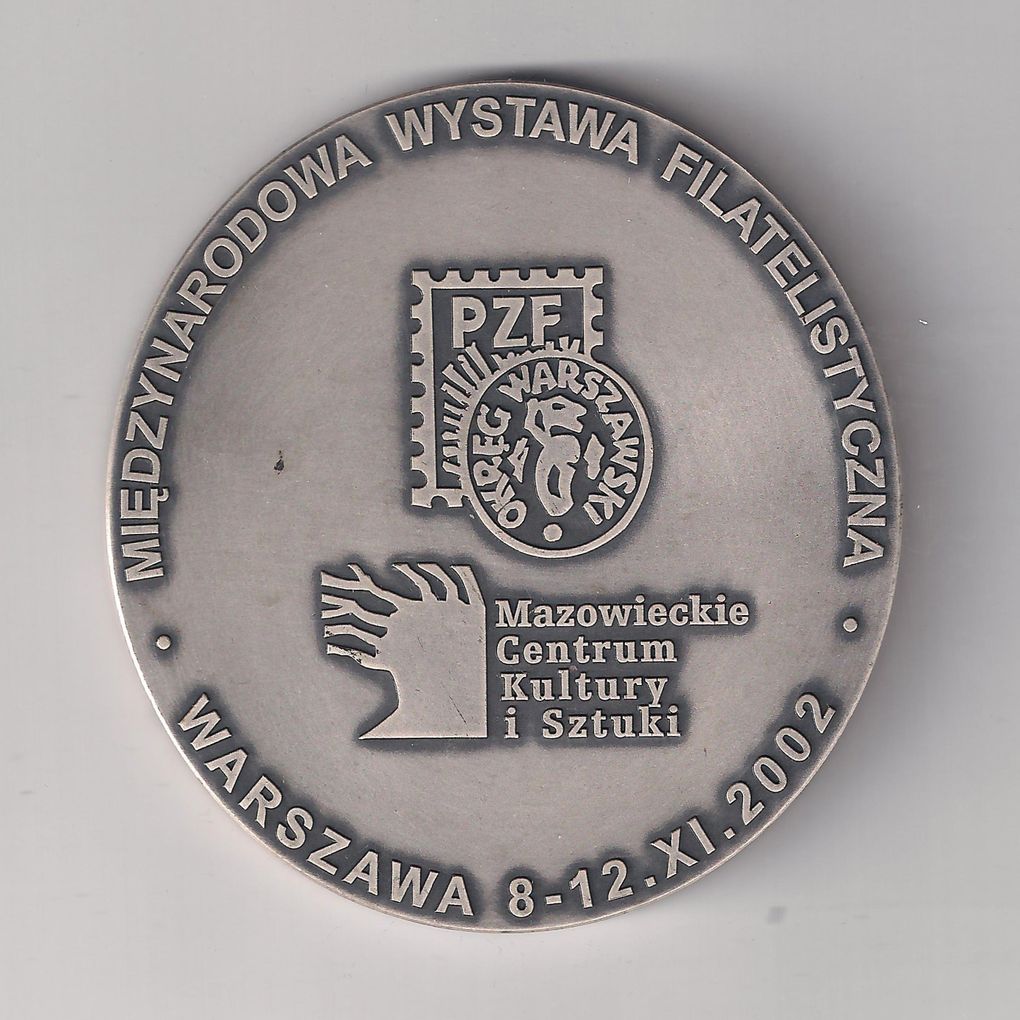 MIĘDZYNARODOWA WYSTAWA FILATELISTYCZNA
PZF
OKRĘG WARSZAWSKI
Mazowieckie
Centrum
Kultury
i Sztuki
WARSZAWA 8-12.XI.2002